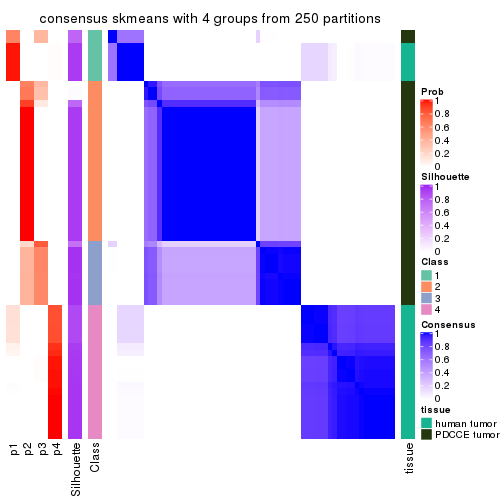 consensus skmeans with 4 groups from 250 partitions
Prob
1
0.8
0.6
0.4
0.2
0
Silhouette
1
0.8
0.6
0.4
0.2
0
Class
1
2
3
4
Consensus
1
0.8
0.6
0.4
0.2
0
tissue
human tumor
PDCCE tumor
p1
p2
p3
p4
Silhouette
Class
tissue